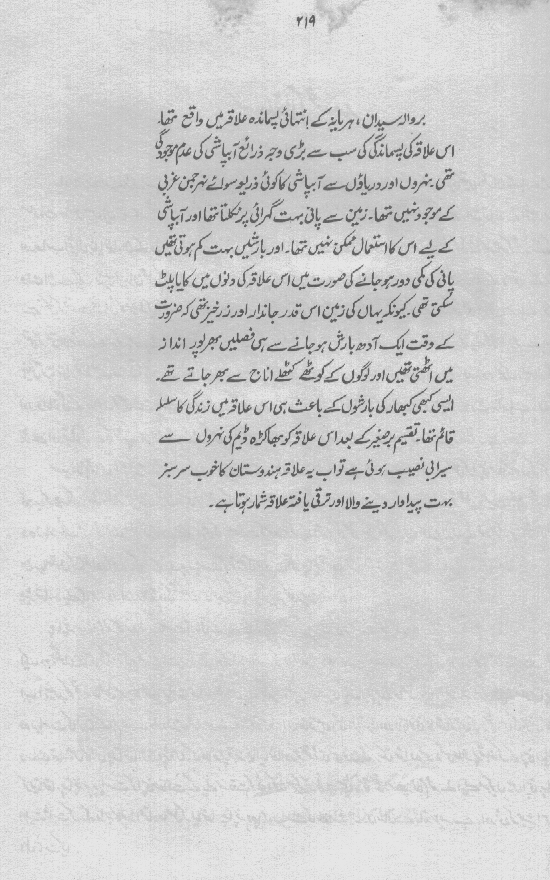 ۲۱۹
بروالہ سیدان، ہریانہ کے انتہائی پسماندہ علاقہ میں واقع تھا۔
اس علاقہ کی پسماندگی کی سب سے بڑی وجہ ذرائع آبپاشی کی عدم موجودگی
تھی۔ نہروں اور دریاؤں سے آبپاشی کا کوئی ذریعہ سوائے نہر جمن غربی
کے موجود نہیں تھا۔ زمین سے پانی بہت گہرائی پر نکلتا تھا اور آبپاشی
کے لیے اس کا استعمال ممکن نہیں تھا۔ اور بارشیں بہت کم ہوتی تھیں
پانی کی کمی دور ہو جانے کی صورت میں اس علاقہ کی دنوں میں کایا پلٹ
سکتی تھی۔ کیونکہ یہاں کی زمین اس قدر جاندار اور زرخیز تھی کہ ضرورت
کے وقت ایک آدھ بارش ہو جانے سے ہی فصلیں بھرپور انداز
میں اٹھتی تھیں اور لوگوں کے کوٹھے کٹھلے اناج سے بھر جاتے تھے۔
ایسی کبھی کبھار کی بارشوں کے باعث ہی اس علاقہ میں زندگی کا سلسلہ
قائم تھا۔ تقسیم برصغیر کے بعد اس علاقہ کو بھاکڑہ ڈیم کی نہروں سے
سیرابی نصیب ہوئی ہے تو اب یہ علاقہ ہندوستان کا خوب سرسبز
بہت پیداوار دینے والا اور ترقی یافتہ علاقہ شمار ہوتا ہے۔